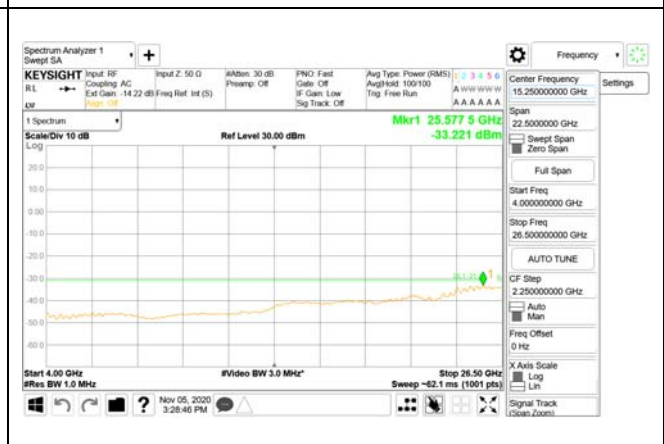 Spectrum Analyzer 1
Swept SA
Frequency
KEYSIGHT
RL
Input: RF
Coupling: AC
Ext Gain: -14.22 dB
Align: Off
Input Z: 50 Ω
Freq Ref: Int (S)
#Atten: 30 dB
Preamp: Off
PNO: Fast
Gate: Off
IF Gain: Low
Sig Track: Off
Avg Type: Power (RMS)
Avg|Hold: 100/100
Trig: Free Run
1 2 3 4 5 6
A W W W W W
A A A A A A
Center Frequency
15.250000000 GHz
Settings
1 Spectrum
Mkr1 25.577 5 GHz
Scale/Div 10 dB
Ref Level 30.00 dBm
-33.221 dBm
Log
20.0
10.0
0.00
-10.0
-20.0
-30.0
-40.0
-50.0
-60.0
1
Span
22.5000000 GHz
Swept Span
Zero Span
Full Span
Start Freq
4.000000000 GHz
Stop Freq
26.500000000 GHz
AUTO TUNE
CF Step
2.250000000 GHz
Auto
Man
Freq Offset
0 Hz
X Axis Scale
Log
Lin
Signal Track
(Span Zoom)
Start 4.00 GHz
#Video BW 3.0 MHz*
Stop 26.50 GHz
#Res BW 1.0 MHz
Sweep ~62.1 ms (1001 pts)
?
Nov 05, 2020
3:28:46 PM